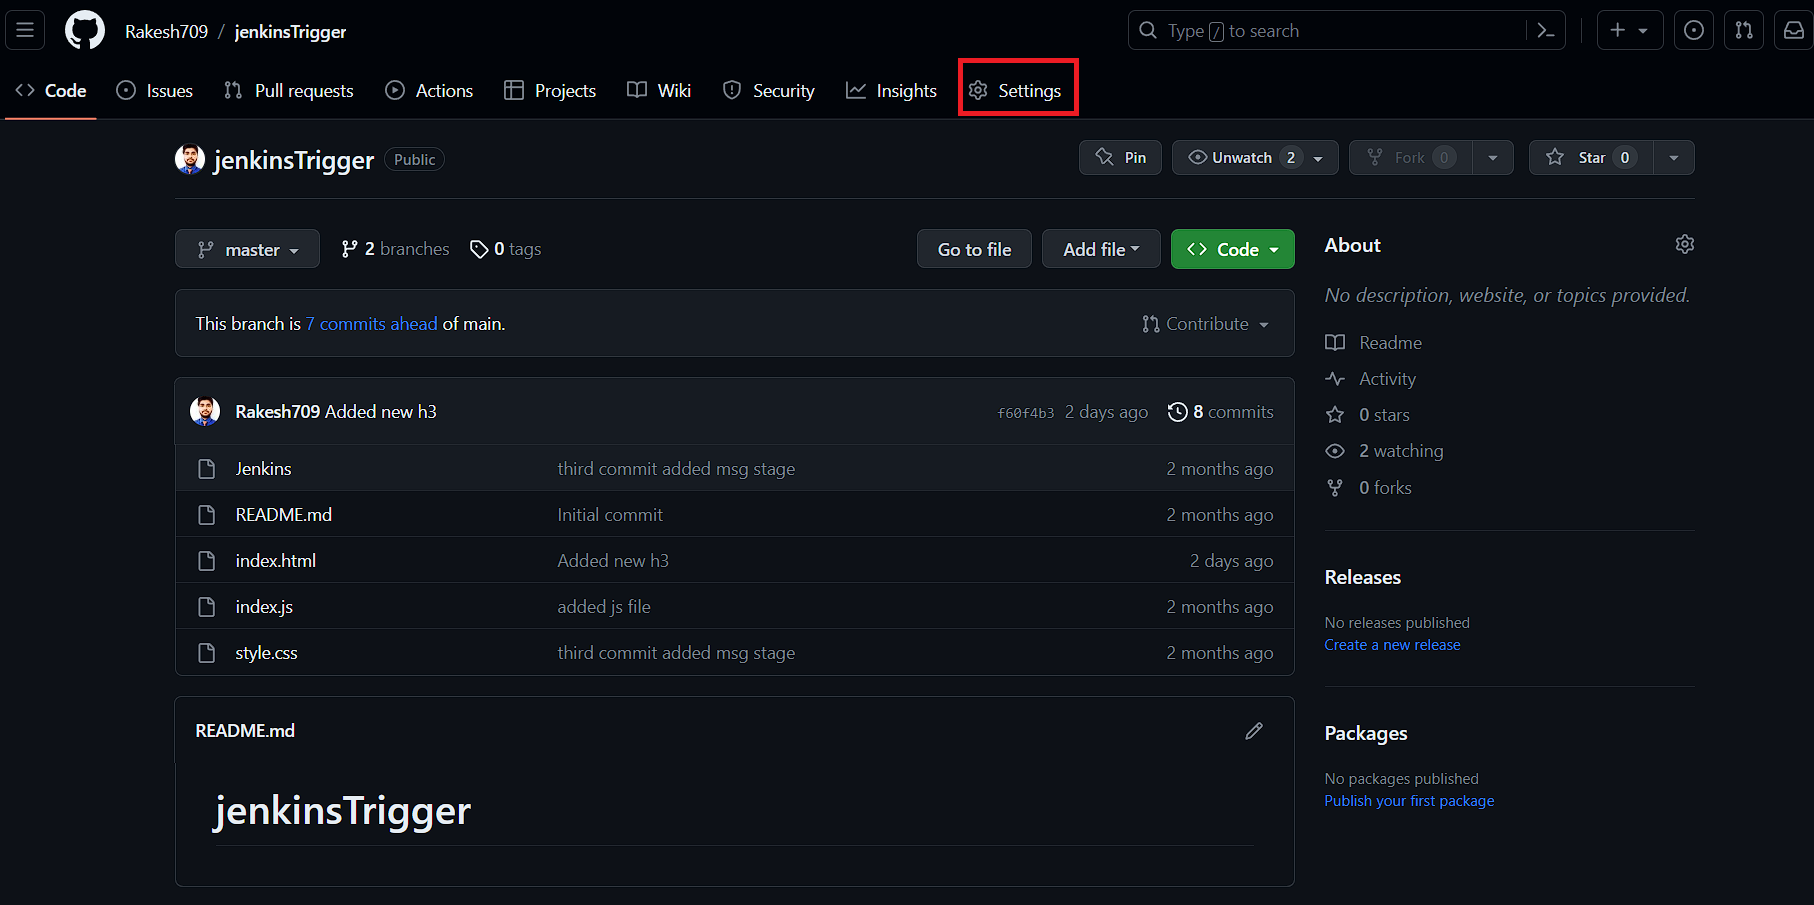 Rakesh709 / jenkinsTrigger
Type / to search
Code
Issues
Pull requests
Actions
Projects
Wiki
Security
Insights
Settings
jenkinsTrigger Public
Pin
Unwatch 2
Fork 0
Star 0
master
2 branches
0 tags
Go to file
Add file
Code
This branch is 7 commits ahead of main.
Contribute
Rakesh709 Added new h3
f60f4b3 2 days ago
8 commits
Jenkins third commit added msg stage 2 months ago
README.md Initial commit 2 months ago
index.html Added new h3 2 days ago
index.js added js file 2 months ago
style.css third commit added msg stage 2 months ago
README.md
jenkinsTrigger
About
No description, website, or topics provided.
Readme
Activity
0 stars
2 watching
0 forks
Releases
No releases published
Create a new release
Packages
No packages published
Publish your first package